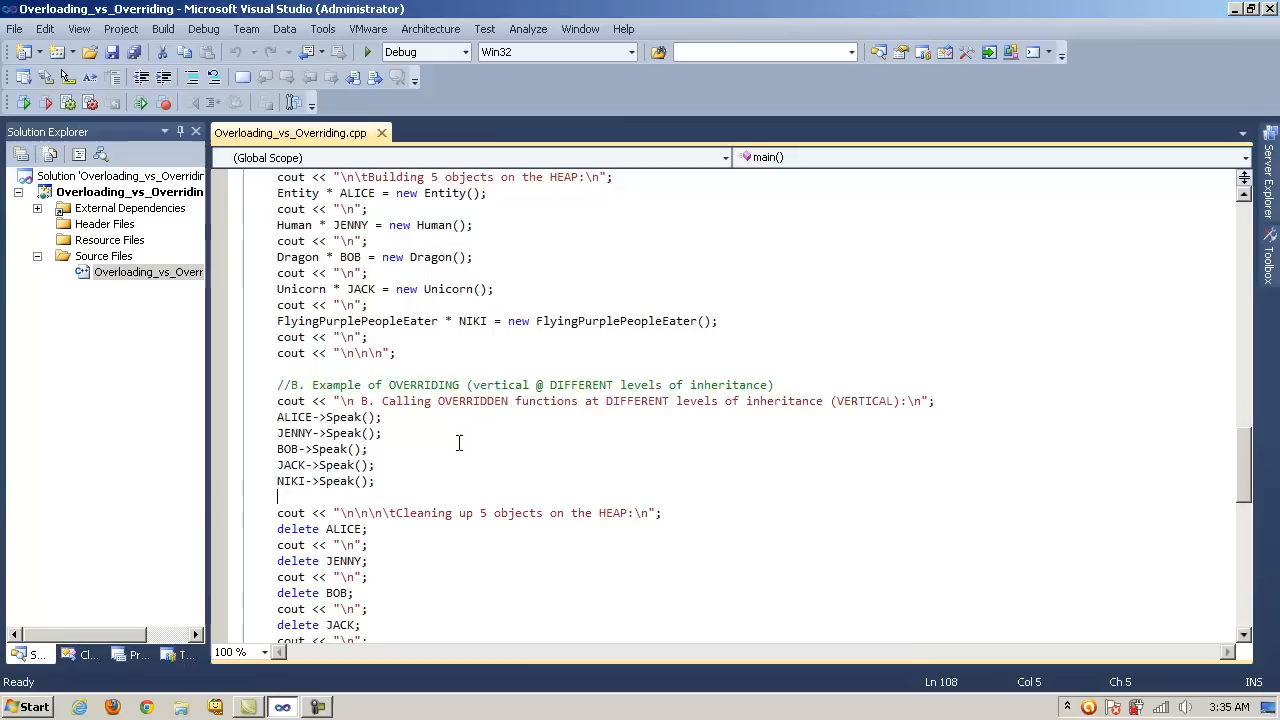 Overloading_vs_Overriding - Microsoft Visual Studio (Administrator)
File Edit View Project Build Debug Team Data Tools VMware Architecture Test Analyze Window Help
Debug Win32
Solution Explorer
Overloading_vs_Overriding.cpp
(Global Scope) main()
Solution 'Overloading_vs_Overridin
Overloading_vs_Overridin
External Dependencies
Header Files
Resource Files
Source Files
Overloading_vs_Overr
cout << "\n\tBuilding 5 objects on the HEAP:\n";
Entity * ALICE = new Entity();
cout << "\n";
Human * JENNY = new Human();
cout << "\n";
Dragon * BOB = new Dragon();
cout << "\n";
Unicorn * JACK = new Unicorn();
cout << "\n";
FlyingPurplePeopleEater * NIKI = new FlyingPurplePeopleEater();
cout << "\n";
cout << "\n\n\n";
//B. Example of OVERRIDING (vertical @ DIFFERENT levels of inheritance)
cout << "\n B. Calling OVERRIDDEN functions at DIFFERENT levels of inheritance (VERTICAL):\n";
ALICE->Speak();
JENNY->Speak();
BOB->Speak();
JACK->Speak();
NIKI->Speak();
cout << "\n\n\n\tCleaning up 5 objects on the HEAP:\n";
delete ALICE;
cout << "\n";
delete JENNY;
cout << "\n";
delete BOB;
cout << "\n";
delete JACK;
cout << "\n";
Server Explorer
Toolbox
S... Cl... Pr... T...
100 %
Ready Ln 108 Col 5 Ch 5 INS
Start 3:35 AM